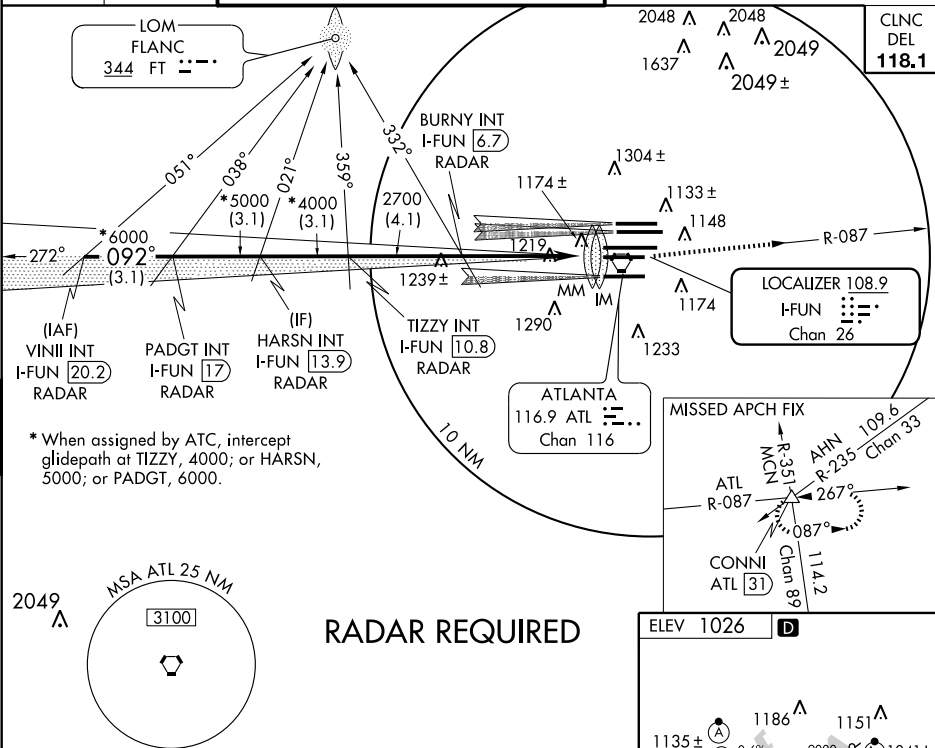 LOM
FLANC
344 FT
2048
2048
2049
1637
2049±
CLNC
DEL
118.1
BURNY INT
I-FUN 6.7
RADAR
051°
038°
021°
359°
332°
1304±
1174±
1133±
1148
*5000
(3.1)
*4000
(3.1)
2700
(4.1)
*6000
272°
092°
(3.1)
1219
1239±
R-087
MM
IM
1290
1174
1233
LOCALIZER 108.9
I-FUN
Chan 26
(IAF)
VINII INT
I-FUN 20.2
RADAR
PADGT INT
I-FUN 17
RADAR
(IF)
HARSN INT
I-FUN 13.9
RADAR
TIZZY INT
I-FUN 10.8
RADAR
ATLANTA
116.9 ATL
Chan 116
10 NM
* When assigned by ATC, intercept
glidepath at TIZZY, 4000; or HARSN,
5000; or PADGT, 6000.
MISSED APCH FIX
R-351
MCN
AHN 109.6
R-235 Chan 33
ATL
R-087
267°
087°
CONNI
ATL 31
114.2
Chan 89
MSA ATL 25 NM
3100
2049
RADAR REQUIRED
ELEV 1026 D
1186
1151
1135±
A
A